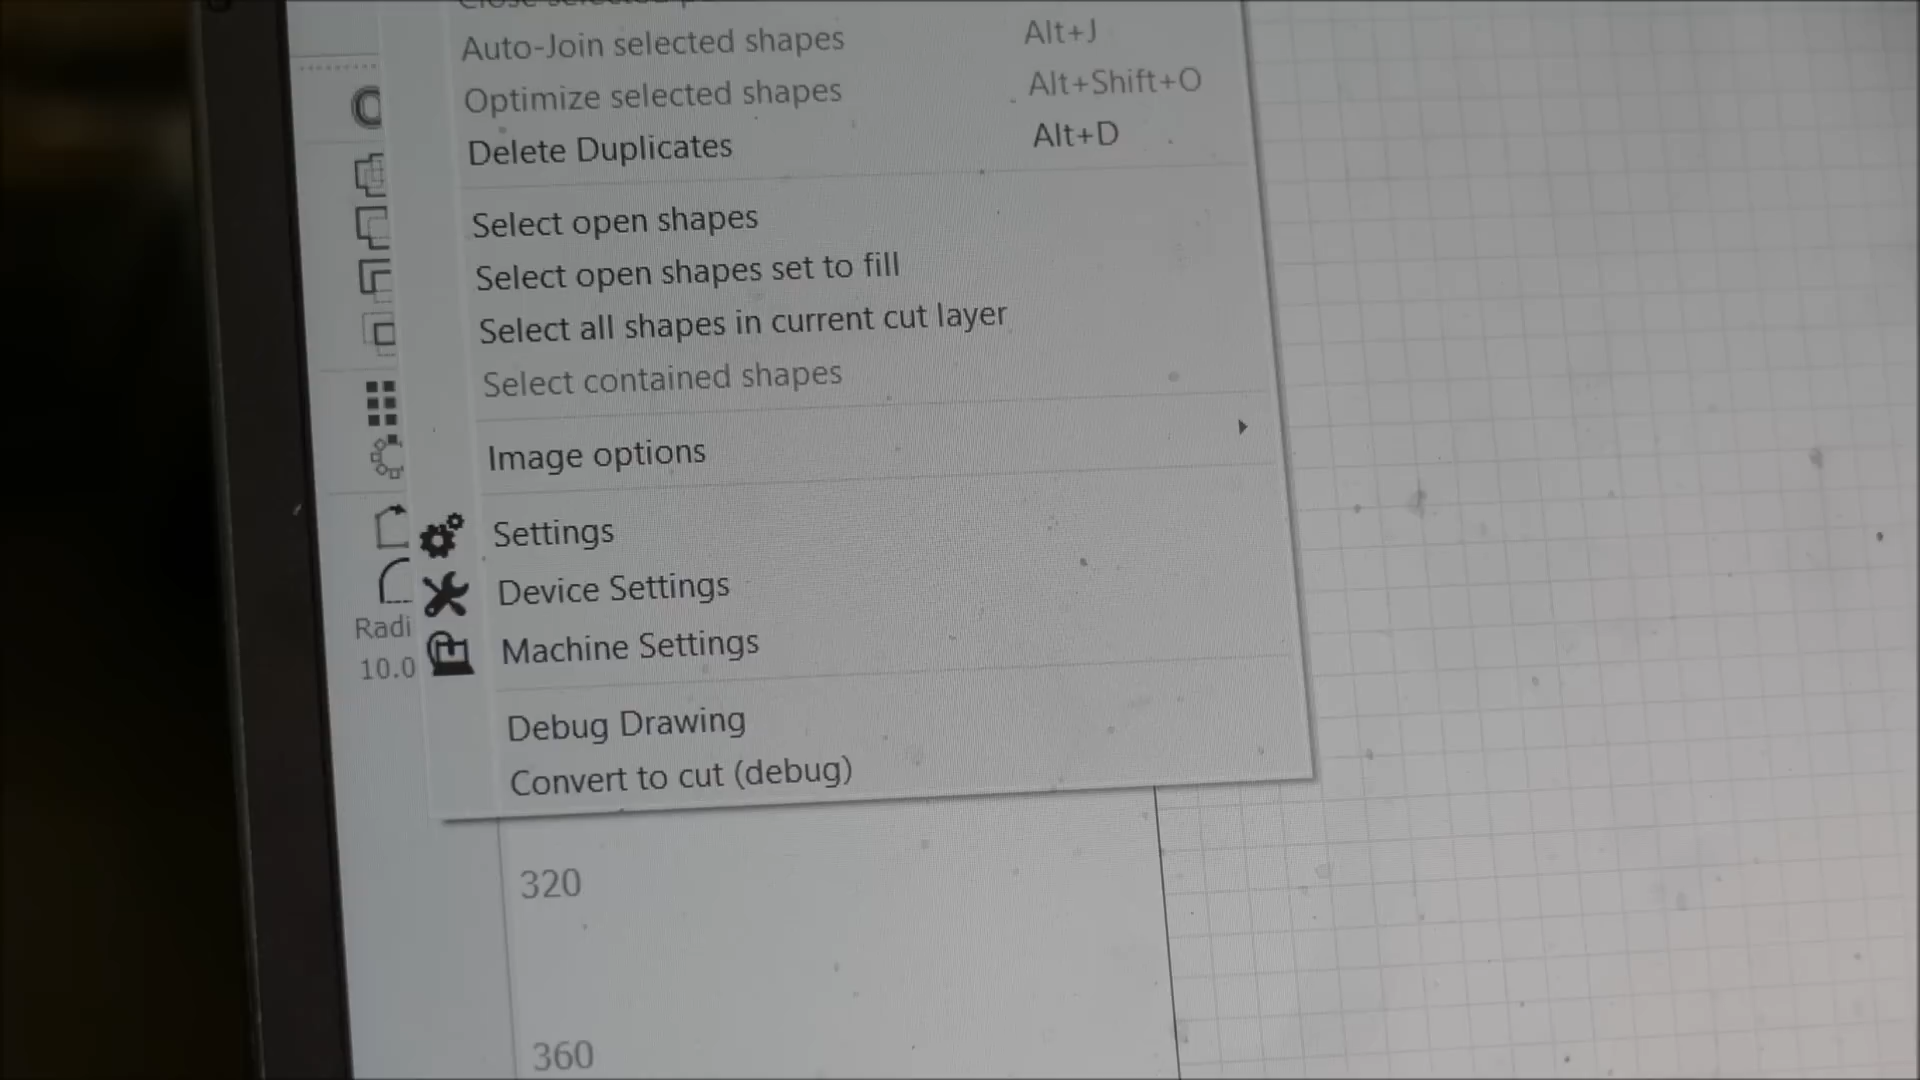 Close selected
Auto-Join selected shapes Alt+J
Optimize selected shapes Alt+Shift+O
Delete Duplicates Alt+D
Select open shapes
Select open shapes set to fill
Select all shapes in current cut layer
Select contained shapes
Image options
Settings
Device Settings
Machine Settings
Radi
10.0
Debug Drawing
Convert to cut (debug)
320
360